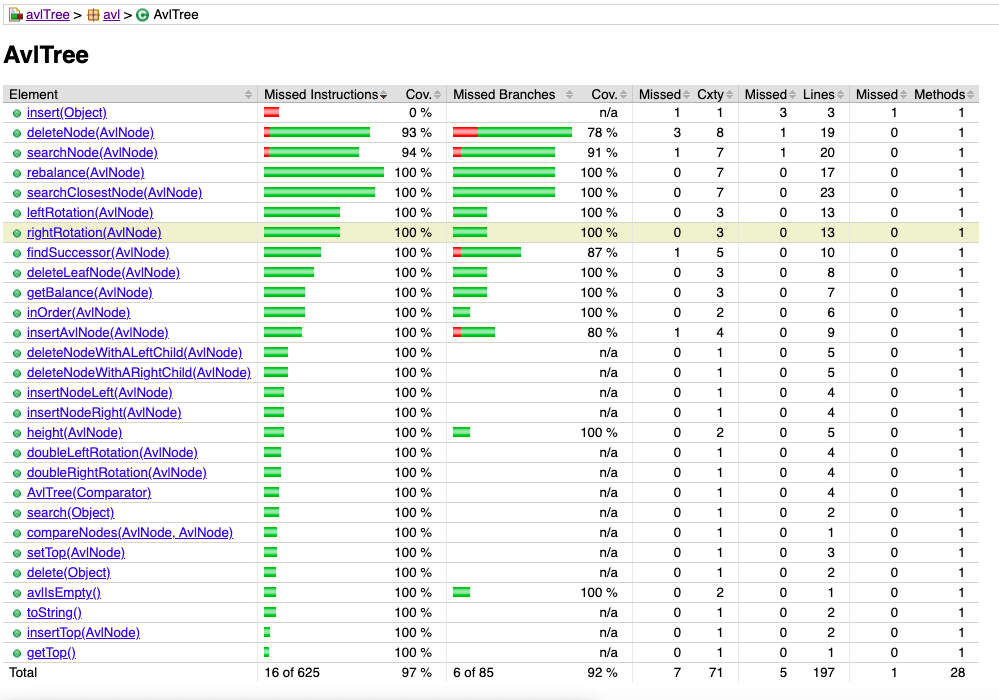 avlTree > avl > AvlTree
AvlTree
Element Missed Instructions Cov. Missed Branches Cov. Missed Cxty Missed Lines Missed Methods
insert(Object) 0 % n/a 1 1 3 3 1 1
deleteNode(AvlNode) 93 % 78 % 3 8 1 19 0 1
searchNode(AvlNode) 94 % 91 % 1 7 1 20 0 1
rebalance(AvlNode) 100 % 100 % 0 7 0 17 0 1
searchClosestNode(AvlNode) 100 % 100 % 0 7 0 23 0 1
leftRotation(AvlNode) 100 % 100 % 0 3 0 13 0 1
rightRotation(AvlNode) 100 % 100 % 0 3 0 13 0 1
findSuccessor(AvlNode) 100 % 87 % 1 5 0 10 0 1
deleteLeafNode(AvlNode) 100 % 100 % 0 3 0 8 0 1
getBalance(AvlNode) 100 % 100 % 0 3 0 7 0 1
inOrder(AvlNode) 100 % 100 % 0 2 0 6 0 1
insertAvlNode(AvlNode) 100 % 80 % 1 4 0 9 0 1
deleteNodeWithALeftChild(AvlNode) 100 % n/a 0 1 0 5 0 1
deleteNodeWithARightChild(AvlNode) 100 % n/a 0 1 0 5 0 1
insertNodeLeft(AvlNode) 100 % n/a 0 1 0 4 0 1
insertNodeRight(AvlNode) 100 % n/a 0 1 0 4 0 1
height(AvlNode) 100 % 100 % 0 2 0 5 0 1
doubleLeftRotation(AvlNode) 100 % n/a 0 1 0 4 0 1
doubleRightRotation(AvlNode) 100 % n/a 0 1 0 4 0 1
AvlTree(Comparator) 100 % n/a 0 1 0 4 0 1
search(Object) 100 % n/a 0 1 0 2 0 1
compareNodes(AvlNode, AvlNode) 100 % n/a 0 1 0 1 0 1
setTop(AvlNode) 100 % n/a 0 1 0 3 0 1
delete(Object) 100 % n/a 0 1 0 2 0 1
avlIsEmpty() 100 % 100 % 0 2 0 1 0 1
toString() 100 % n/a 0 1 0 2 0 1
insertTop(AvlNode) 100 % n/a 0 1 0 2 0 1
getTop() 100 % n/a 0 1 0 1 0 1
Total 16 of 625 97 % 6 of 85 92 % 7 71 5 197 1 28